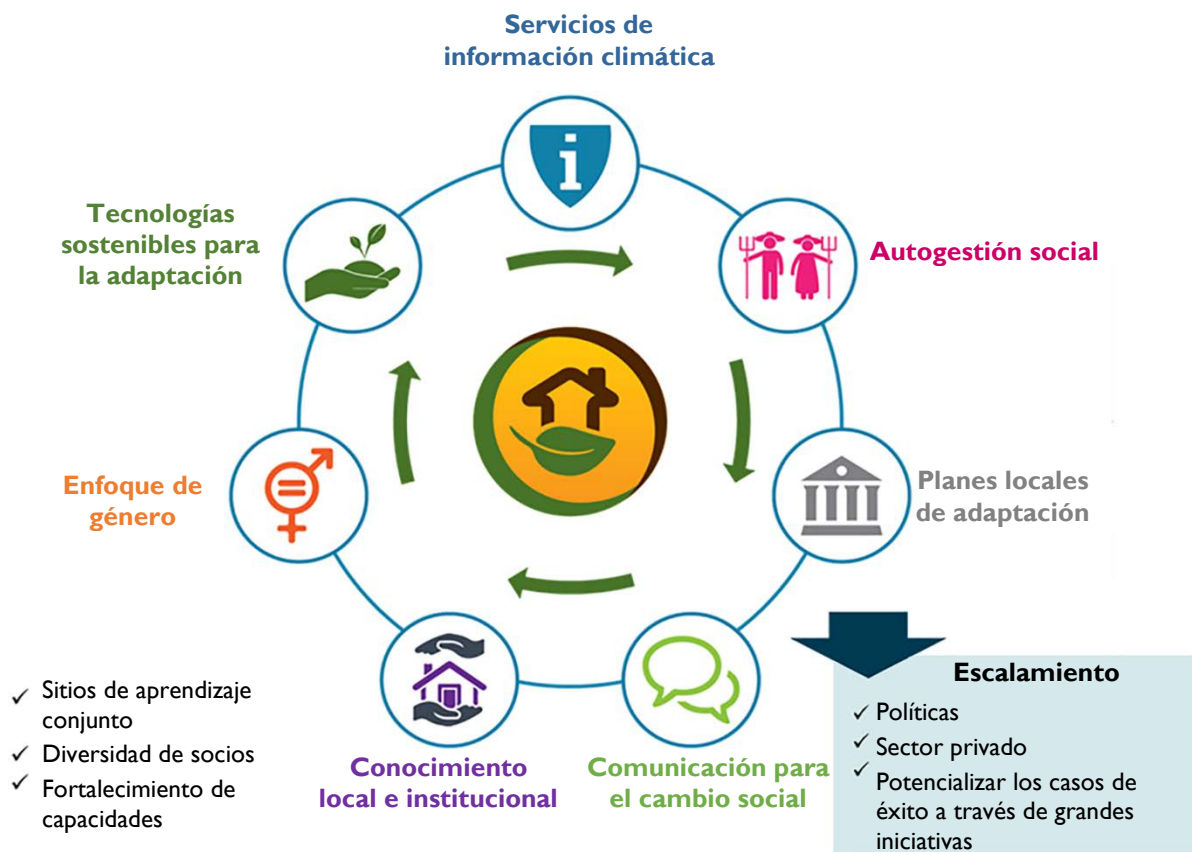 Servicios de
información climática
Autogestión social
Planes locales
de adaptación
Comunicación para
el cambio social
Conocimiento
local e institucional
Enfoque de
género
Tecnologías
sostenibles para
la adaptación
i
✓ Sitios de aprendizaje
conjunto
✓ Diversidad de socios
✓ Fortalecimiento de
capacidades
Escalamiento
✓ Políticas
✓ Sector privado
✓ Potencializar los casos de
éxito a través de grandes
iniciativas